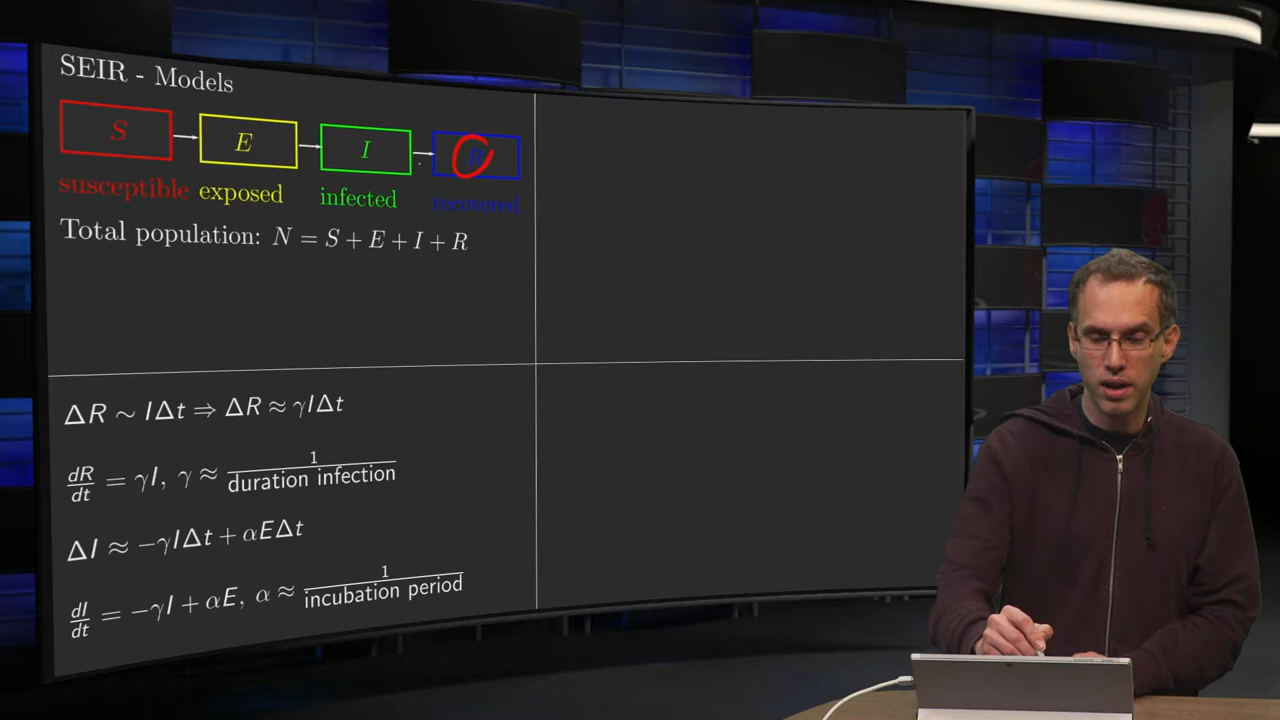 SEIR - Models
S E I R
susceptible exposed infected recovered
Total population: N = S + E + I + R
ΔR ∼ IΔt ⇒ ΔR ≈ γIΔt
dR/dt = γI, γ ≈ 1/duration infection
ΔI ≈ −γIΔt + αEΔt
dI/dt = −γI + αE, α ≈ 1/incubation period